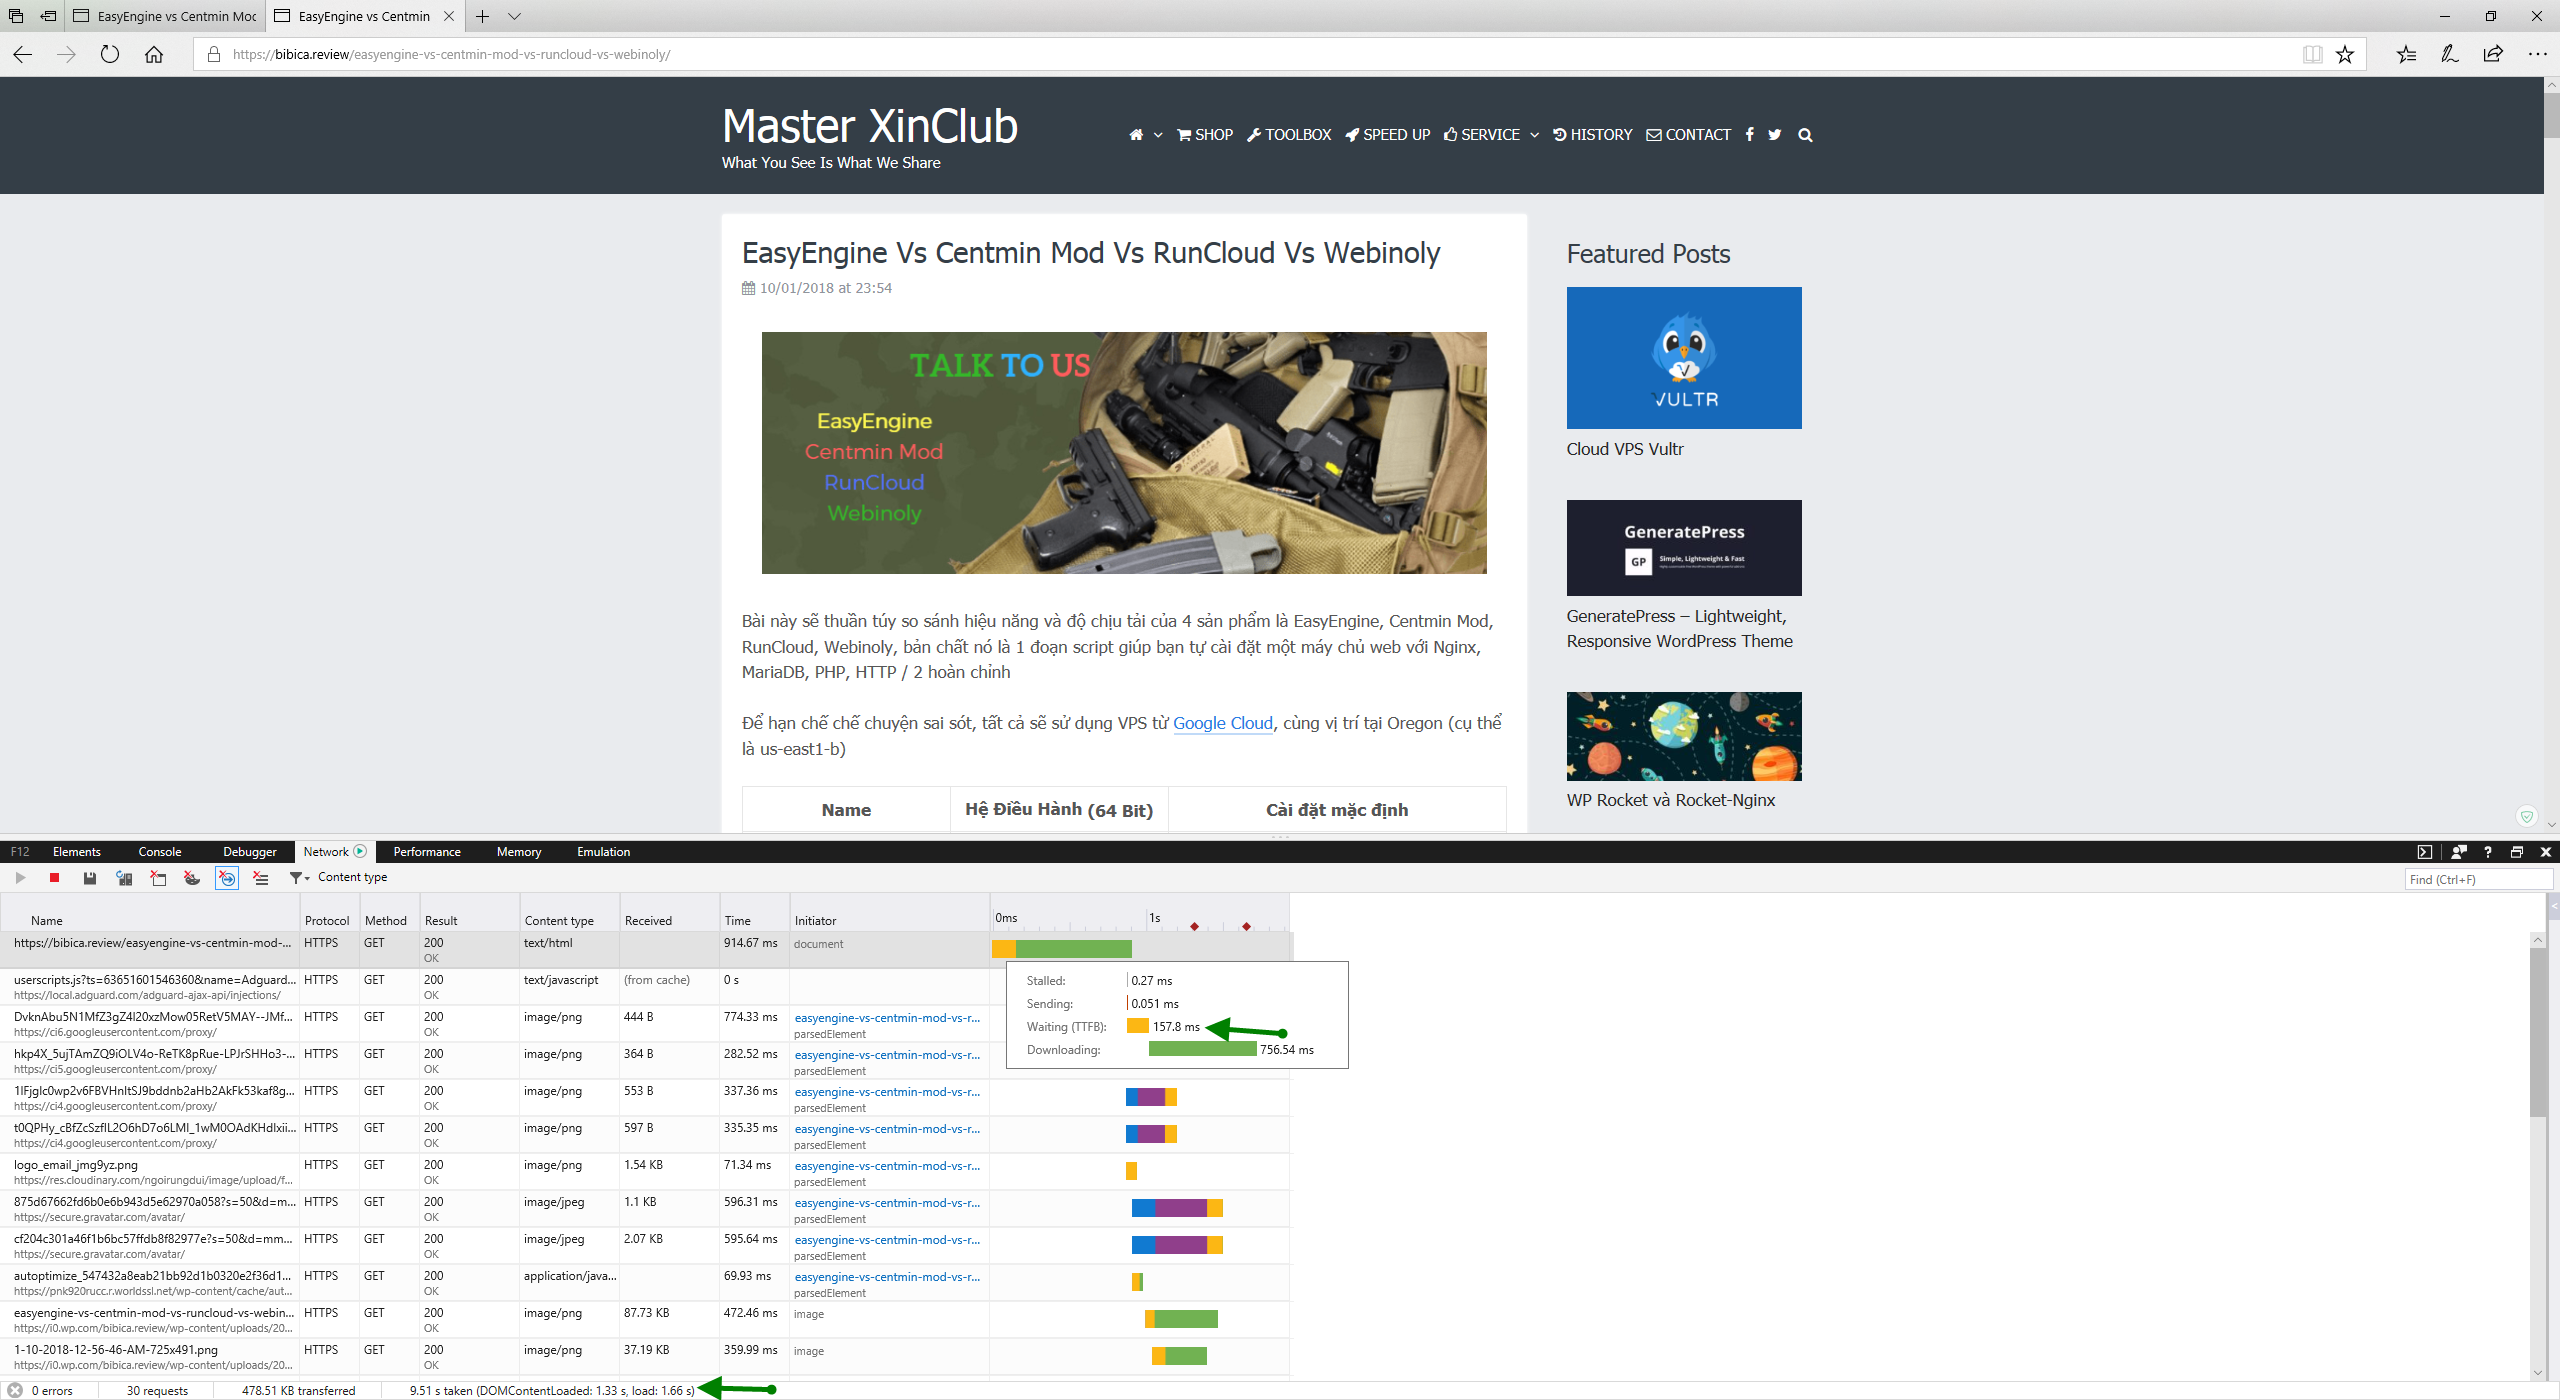 EasyEngine vs Centmin Moc
EasyEngine vs Centmin
https://bibica.review/easyengine-vs-centmin-mod-vs-runcloud-vs-webinoly/
Master XinClub
What You See Is What We Share
SHOP
TOOLBOX
SPEED UP
SERVICE
HISTORY
CONTACT
EasyEngine Vs Centmin Mod Vs RunCloud Vs Webinoly
10/01/2018 at 23:54
TALK TO US
EasyEngine
Centmin Mod
RunCloud
Webinoly
Bài này sẽ thuần túy so sánh hiệu năng và độ chịu tải của 4 sản phẩm là EasyEngine, Centmin Mod,
RunCloud, Webinoly, bản chất nó là 1 đoạn script giúp bạn tự cài đặt một máy chủ web với Nginx,
MariaDB, PHP, HTTP / 2 hoàn chỉnh
Để hạn chế chế chuyện sai sót, tất cả sẽ sử dụng VPS từ Google Cloud, cùng vị trí tại Oregon (cụ thể
là us-east1-b)
Name
Hệ Điều Hành (64 Bit)
Cài đặt mặc định
Featured Posts
VULTR
Cloud VPS Vultr
GeneratePress
GP
Simple, Lightweight & Fast
GeneratePress – Lightweight,
Responsive WordPress Theme
WP Rocket và Rocket-Nginx
F12
Elements
Console
Debugger
Network
Performance
Memory
Emulation
Content type
Find (Ctrl+F)
Name
Protocol
Method
Result
Content type
Received
Time
Initiator
0ms
1s
https://bibica.review/easyengine-vs-centmin-mod-... HTTPS GET 200 text/html 914.67 ms document
OK
userscripts.js?ts=63651601546360&name=Adguard... HTTPS GET 200 text/javascript (from cache) 0 s
https://local.adguard.com/adguard-ajax-api/injections/ OK
HTTPS GET 200 image/png 444 B 774.33 ms easyengine-vs-centmin-mod-vs-r...
https://ci6.googleusercontent.com/proxy/ OK parsedElement
HTTPS GET 200 image/png 364 B 282.52 ms easyengine-vs-centmin-mod-vs-r...
https://ci5.googleusercontent.com/proxy/ OK parsedElement
HTTPS GET 200 image/png 553 B 337.36 ms easyengine-vs-centmin-mod-vs-r...
https://ci4.googleusercontent.com/proxy/ OK parsedElement
HTTPS GET 200 image/png 597 B 335.35 ms easyengine-vs-centmin-mod-vs-r...
https://ci4.googleusercontent.com/proxy/ OK parsedElement
logo_email_jmg9yz.png HTTPS GET 200 image/png 1.54 KB 71.34 ms easyengine-vs-centmin-mod-vs-r...
https://res.cloudinary.com/ngoirungdui/image/upload/f... OK parsedElement
875d67662fd6b0e6b943d5e62970a058?s=50&d=m... HTTPS GET 200 image/jpeg 1.1 KB 596.31 ms easyengine-vs-centmin-mod-vs-r...
https://secure.gravatar.com/avatar/ OK parsedElement
cf204c301a46f1b6bc57ffdb8f82977e?s=50&d=mm... HTTPS GET 200 image/jpeg 2.07 KB 595.64 ms easyengine-vs-centmin-mod-vs-r...
https://secure.gravatar.com/avatar/ OK parsedElement
autoptimize_547432a8eab21bb92d1b0320e2f36d1... HTTPS GET 200 application/java... 69.93 ms easyengine-vs-centmin-mod-vs-r...
https://pnk920rucc.r.worldssl.net/wp-content/cache/aut... OK parsedElement
easyengine-vs-centmin-mod-vs-runcloud-vs-webin... HTTPS GET 200 image/png 87.73 KB 472.46 ms image
https://i0.wp.com/bibica.review/wp-content/uploads/20... OK
1-10-2018-12-56-46-AM-725x491.png HTTPS GET 200 image/png 37.19 KB 359.99 ms image
https://i0.wp.com/bibica.review/wp-content/uploads/20... OK
Stalled: 0.27 ms
Sending: 0.051 ms
Waiting (TTFB): 157.8 ms
Downloading: 756.54 ms
0 errors
30 requests
478.51 KB transferred
9.51 s taken (DOMContentLoaded: 1.33 s, load: 1.66 s)